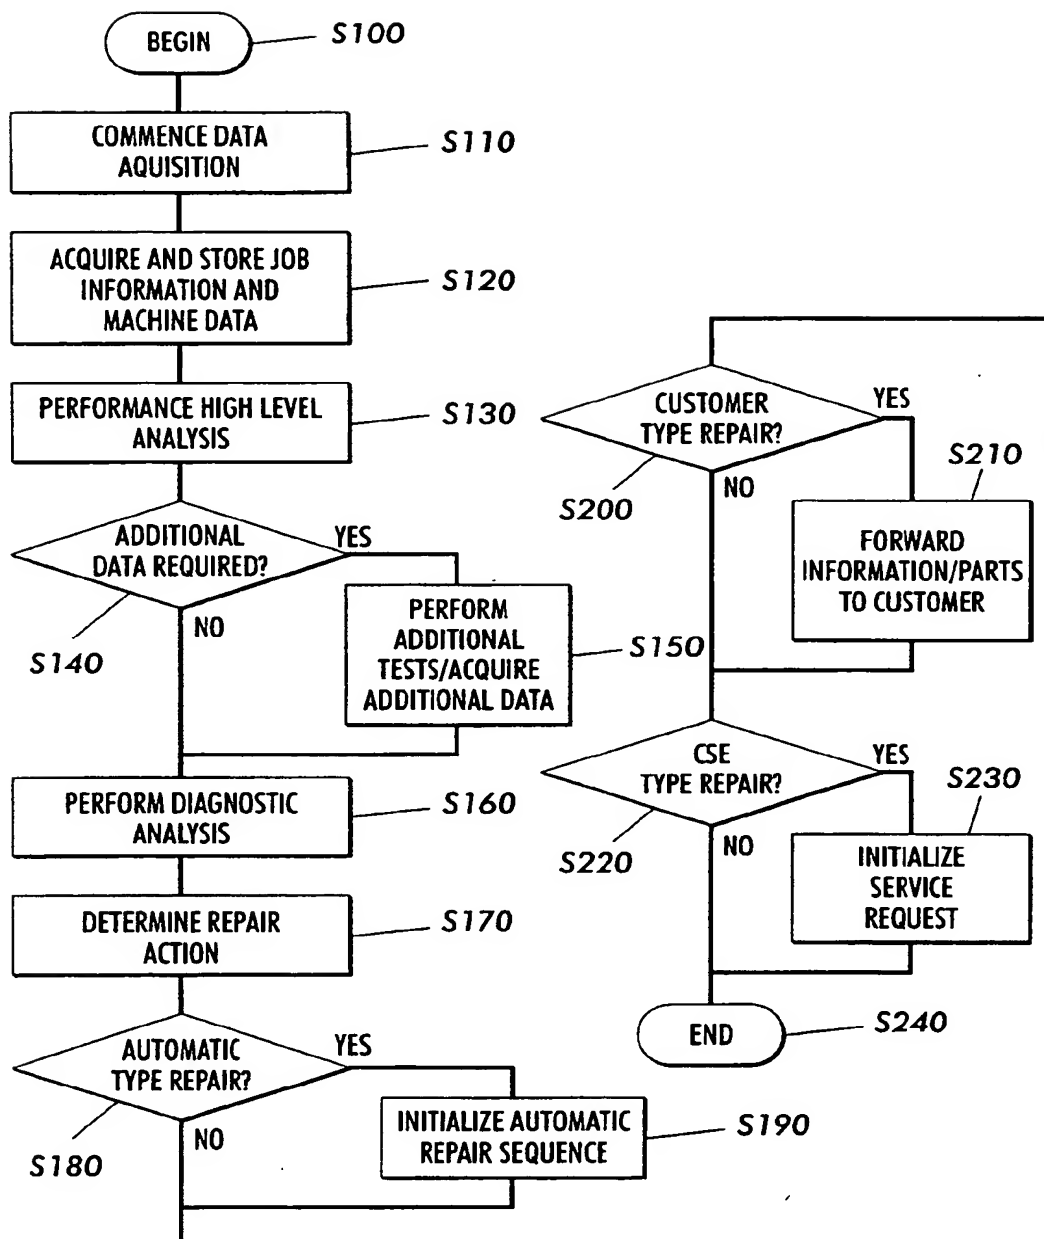 BEGIN
S100
COMMENCE DATA
AQUISITION
S110
ACQUIRE AND STORE JOB
INFORMATION AND
MACHINE DATA
S120
PERFORMANCE HIGH LEVEL
ANALYSIS
S130
ADDITIONAL
DATA REQUIRED?
YES
NO
S140
PERFORM
ADDITIONAL
TESTS/ACQUIRE
ADDITIONAL DATA
S150
PERFORM DIAGNOSTIC
ANALYSIS
S160
DETERMINE REPAIR
ACTION
S170
AUTOMATIC
TYPE REPAIR?
YES
NO
S180
INITIALIZE AUTOMATIC
REPAIR SEQUENCE
S190
CUSTOMER
TYPE REPAIR?
YES
NO
S200
S210
FORWARD
INFORMATION/PARTS
TO CUSTOMER
CSE
TYPE REPAIR?
YES
NO
S220
S230
INITIALIZE
SERVICE
REQUEST
END
S240